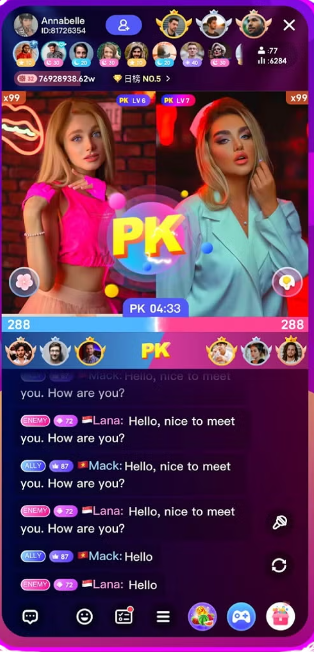 Annabelle
ID:81726354
77
6284
76928938.62w
日榜 NO.5 >
x99
PK LV 6
PK LV 7
x99
PK
PK 04:33
288
288
PK
Mack: Hello, nice to meet
you. How are you?
ENEMY 72 Lana: Hello, nice to meet
you. How are you?
ALLY 87 Mack: Hello, nice to meet
you. How are you?
ENEMY 72 Lana: Hello, nice to meet
you. How are you?
ALLY 87 Mack: Hello
ENEMY 72 Lana: Hello